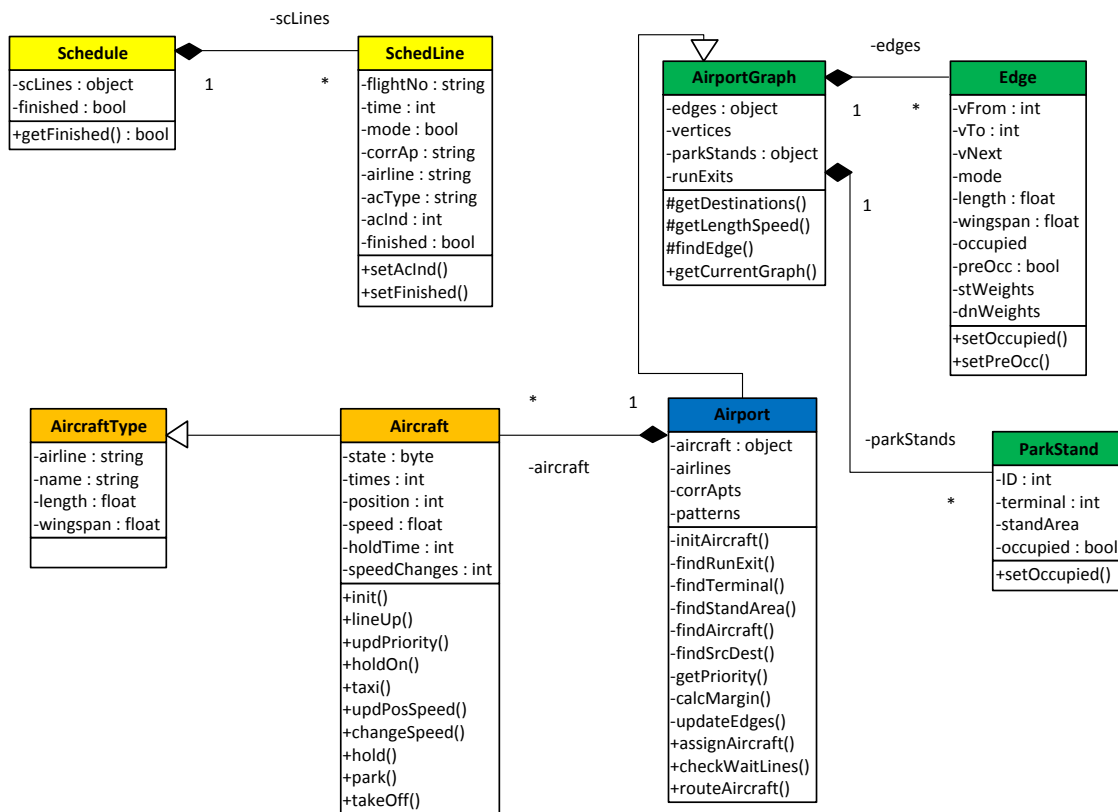 -scLines
Schedule
-scLines : object
-finished : bool
+getFinished() : bool
1
*
SchedLine
-flightNo : string
-time : int
-mode : bool
-corrAp : string
-airline : string
-acType : string
-acInd : int
-finished : bool
+setAcInd()
+setFinished()
AirportGraph
-edges : object
-vertices
-parkStands : object
-runExits
#getDestinations()
#getLengthSpeed()
#findEdge()
+getCurrentGraph()
-edges
1
*
1
Edge
-vFrom : int
-vTo : int
-vNext
-mode
-length : float
-wingspan : float
-occupied
-preOcc : bool
-stWeights
-dnWeights
+setOccupied()
+setPreOcc()
AircraftType
-airline : string
-name : string
-length : float
-wingspan : float
Aircraft
-state : byte
-times : int
-position : int
-speed : float
-holdTime : int
-speedChanges : int
+init()
+lineUp()
+updPriority()
+holdOn()
+taxi()
+updPosSpeed()
+changeSpeed()
+hold()
+park()
+takeOff()
*
1
-aircraft
Airport
-aircraft : object
-airlines
-corrApts
-patterns
-initAircraft()
-findRunExit()
-findTerminal()
-findStandArea()
-findAircraft()
-findSrcDest()
-getPriority()
-calcMargin()
-updateEdges()
+assignAircraft()
+checkWaitLines()
+routeAircraft()
-parkStands
*
ParkStand
-ID : int
-terminal : int
-standArea
-occupied : bool
+setOccupied()